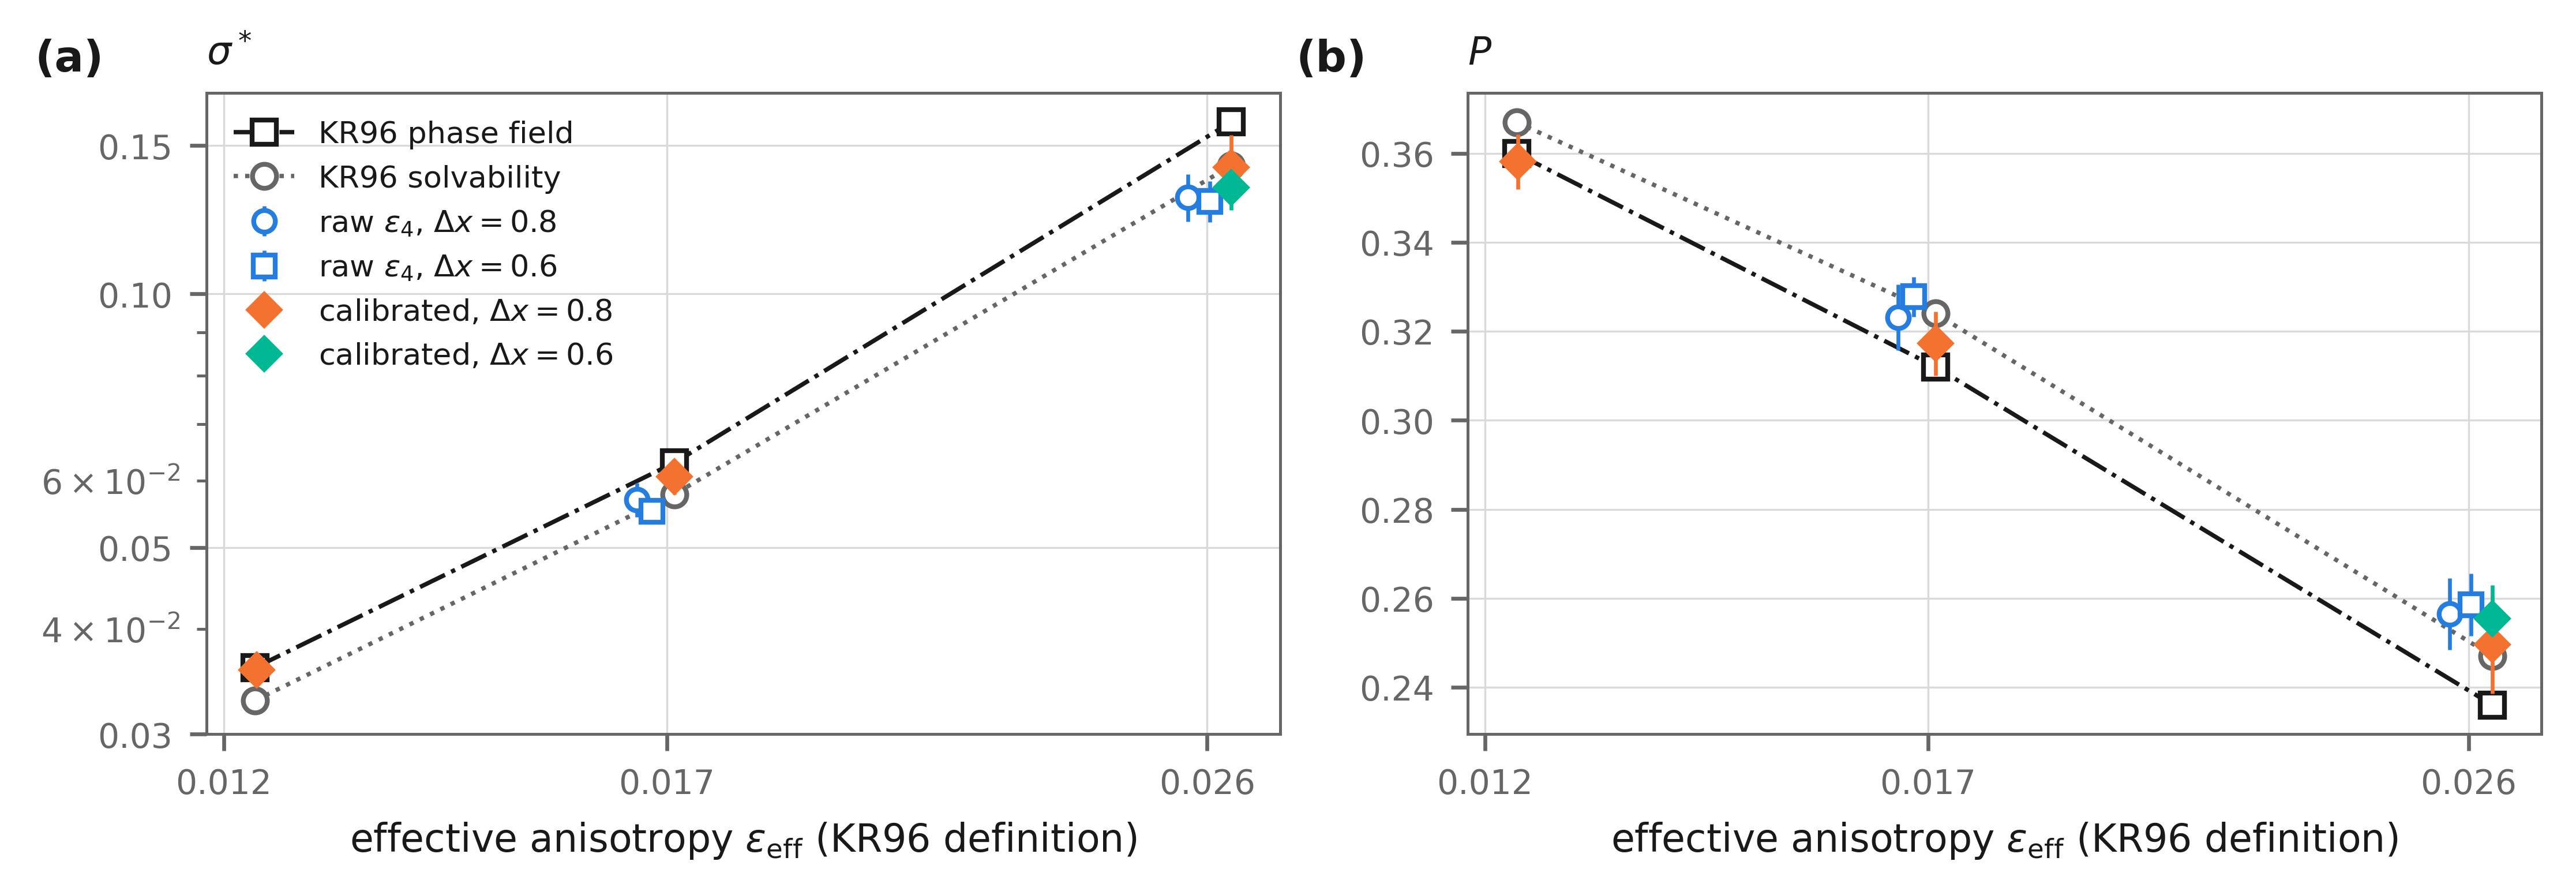 (a) σ*
0.15
0.10
6 × 10⁻²
0.05
4 × 10⁻²
0.03
KR96 phase field
KR96 solvability
raw ε₄, Δx = 0.8
raw ε₄, Δx = 0.6
calibrated, Δx = 0.8
calibrated, Δx = 0.6
0.012 0.017 0.026
effective anisotropy ε_eff (KR96 definition)
(b) P
0.36
0.34
0.32
0.30
0.28
0.26
0.24
0.012 0.017 0.026
effective anisotropy ε_eff (KR96 definition)